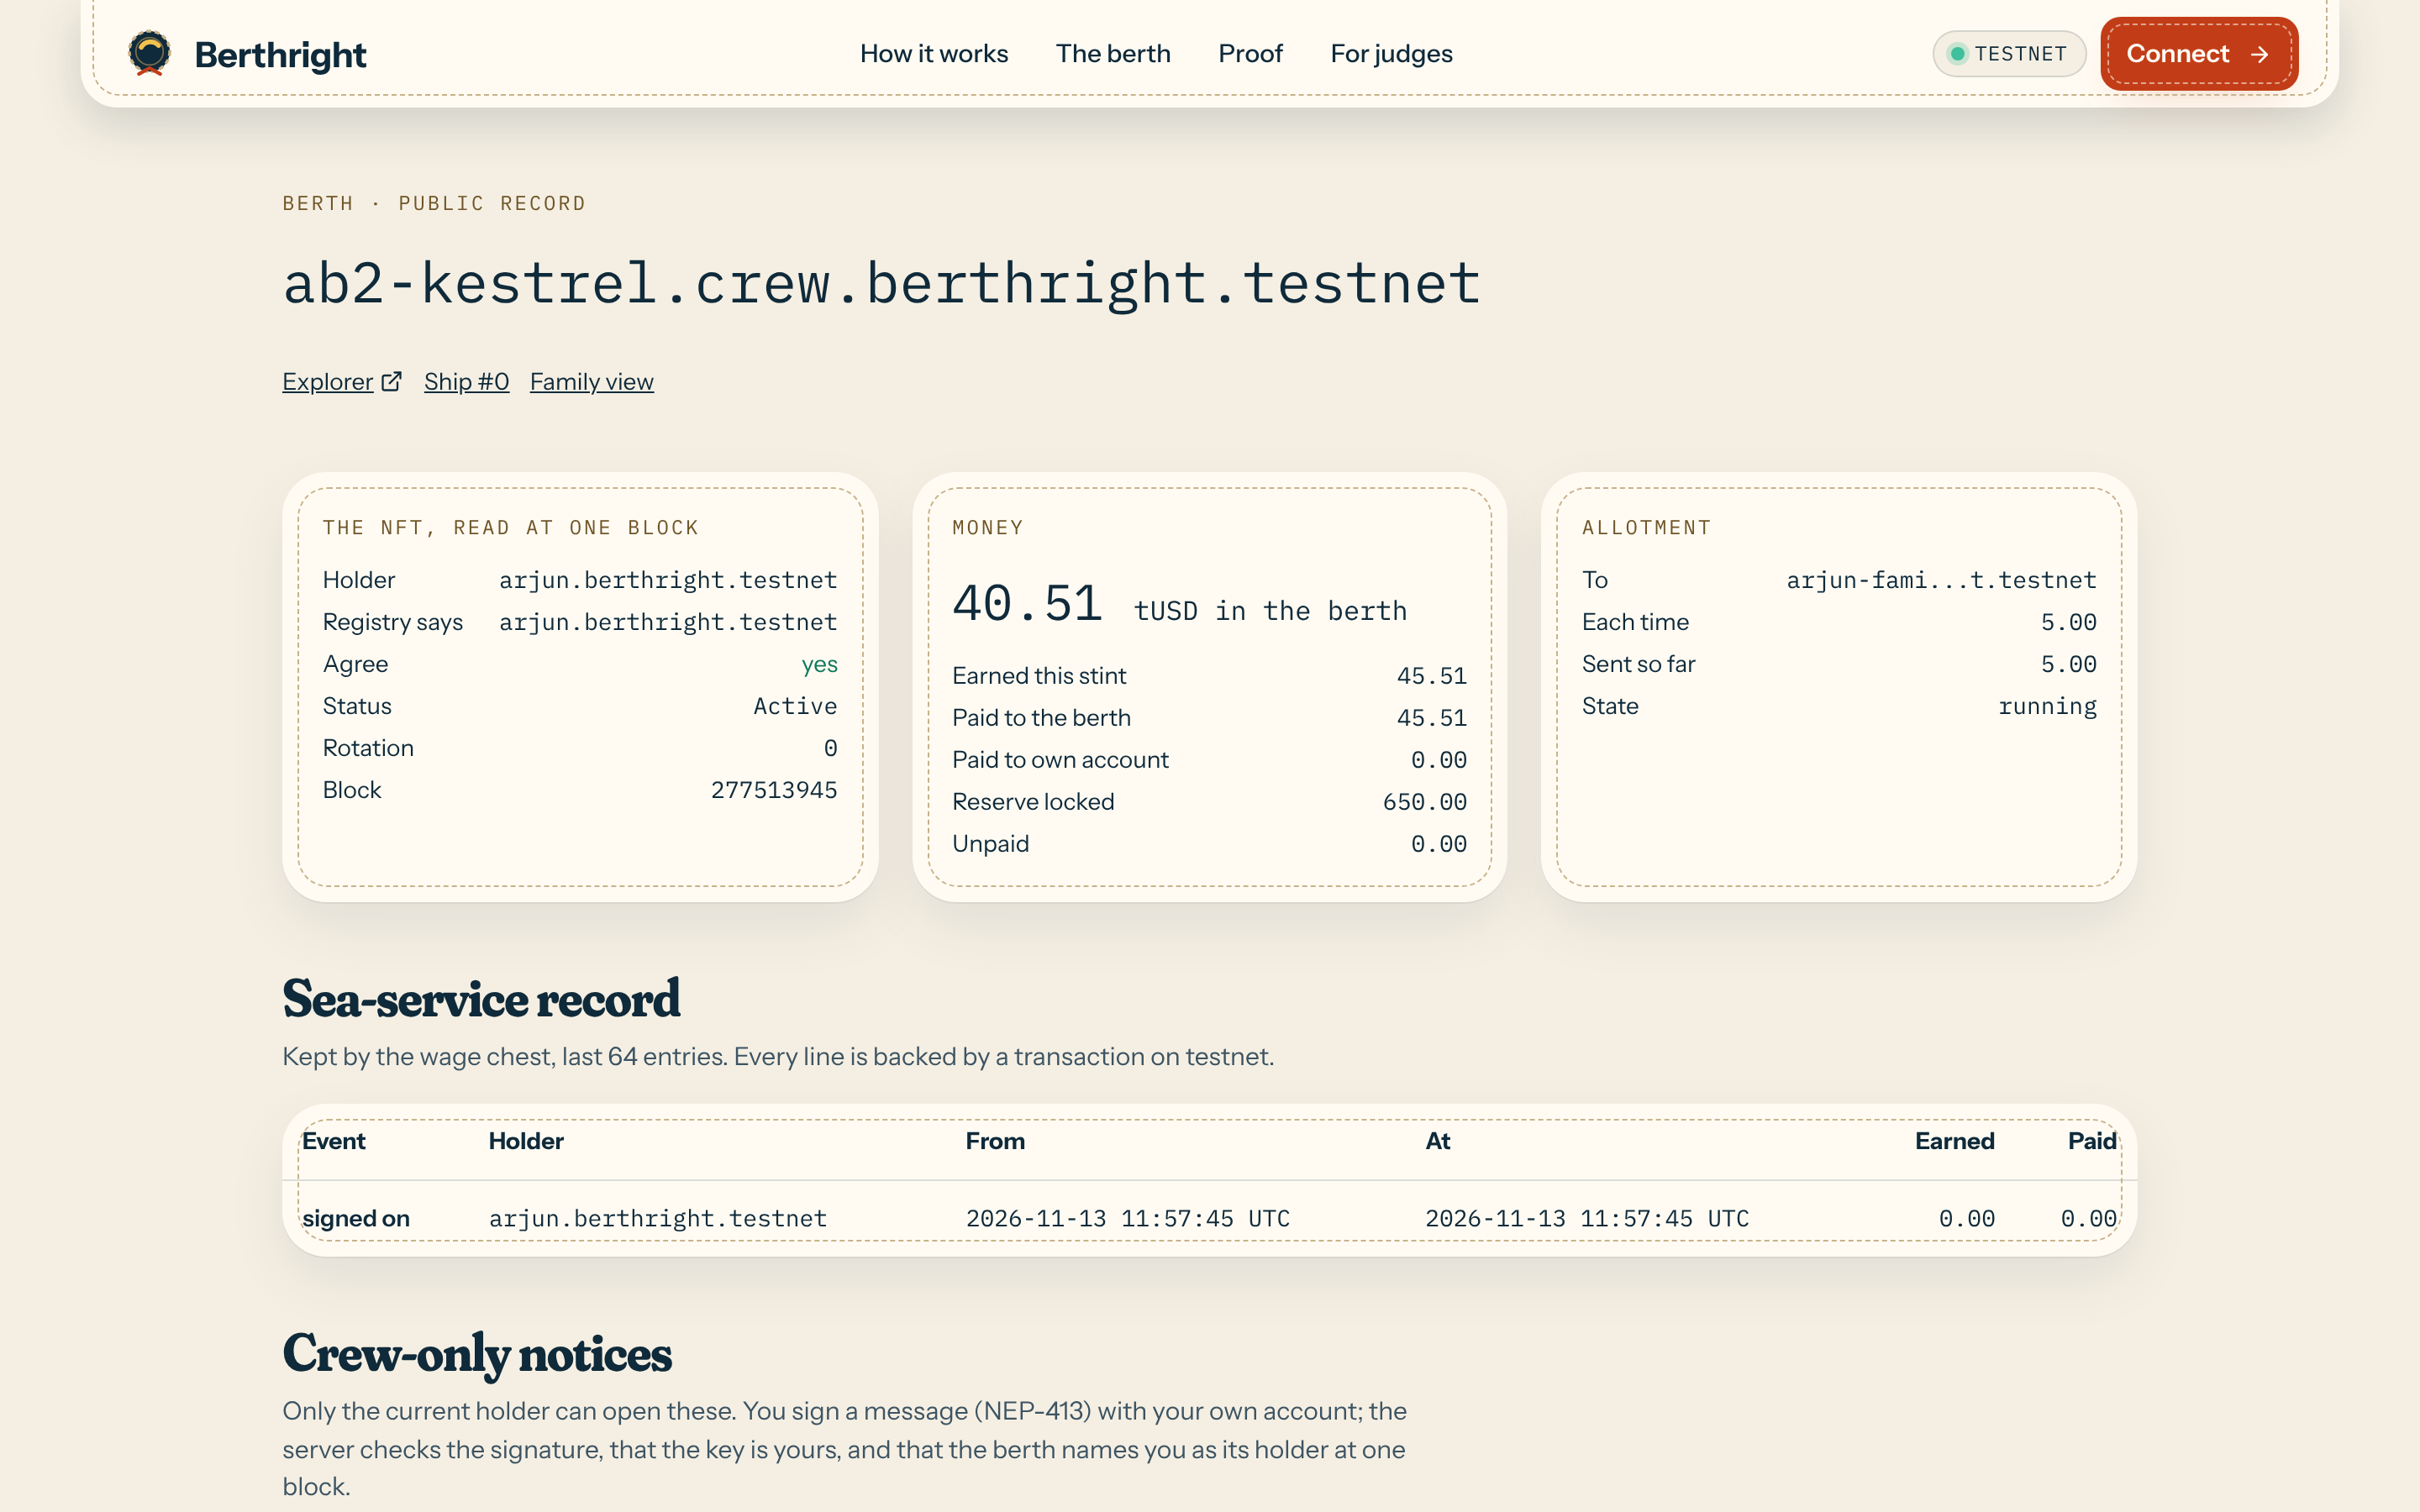 Berthright
How it works
The berth
Proof
For judges
TESTNET
Connect
BERTH · PUBLIC RECORD
ab2-kestrel.crew.berthright.testnet
Explorer Ship #0 Family view
THE NFT, READ AT ONE BLOCK
Holder arjun.berthright.testnet
Registry says arjun.berthright.testnet
Agree yes
Status Active
Rotation 0
Block 277513945
MONEY
40.51 tUSD in the berth
Earned this stint 45.51
Paid to the berth 45.51
Paid to own account 0.00
Reserve locked 650.00
Unpaid 0.00
ALLOTMENT
To arjun-fami...t.testnet
Each time 5.00
Sent so far 5.00
State running
Sea-service record
Kept by the wage chest, last 64 entries. Every line is backed by a transaction on testnet.
Event Holder From At Earned Paid
signed on arjun.berthright.testnet 2026-11-13 11:57:45 UTC 2026-11-13 11:57:45 UTC 0.00 0.00
Crew-only notices
Only the current holder can open these. You sign a message (NEP-413) with your own account; the
server checks the signature, that the key is yours, and that the berth names you as its holder at one
block.